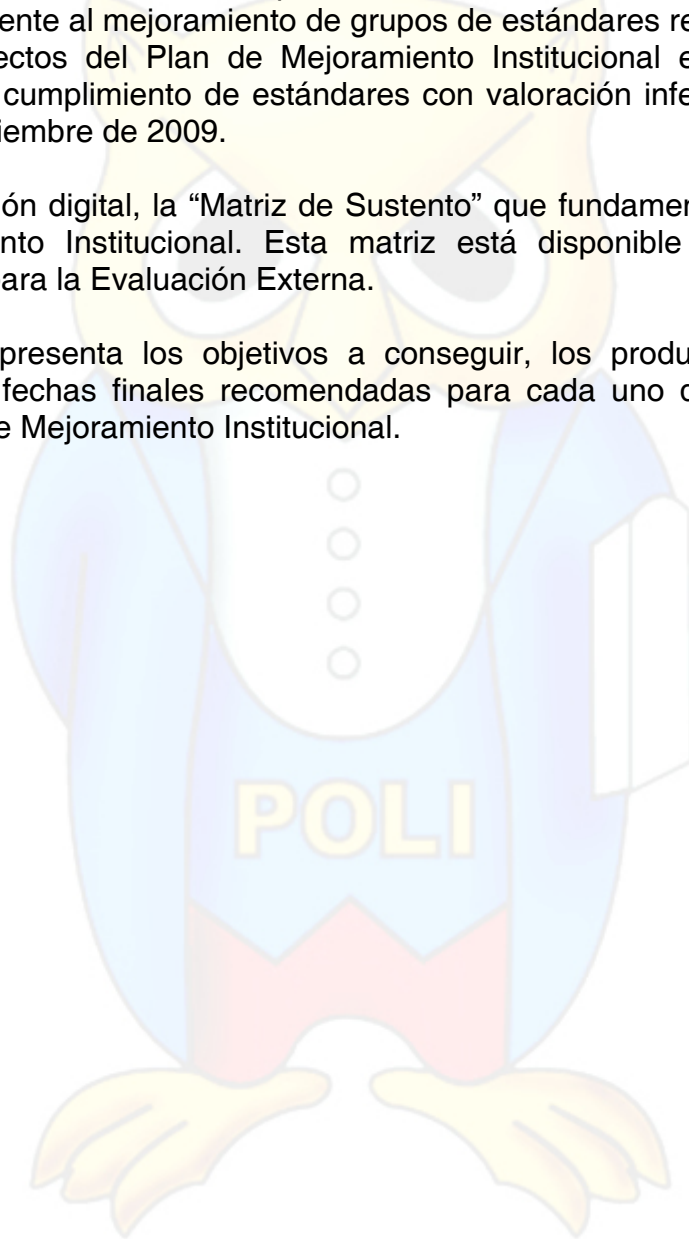 ente al mejoramiento de grupos de estándares re
ectos del Plan de Mejoramiento Institucional e
cumplimiento de estándares con valoración infe
iembre de 2009.
ón digital, la “Matriz de Sustento” que fundamen
nto Institucional. Esta matriz está disponible
para la Evaluación Externa.
presenta los objetivos a conseguir, los produ
fechas finales recomendadas para cada uno d
e Mejoramiento Institucional.
POLI